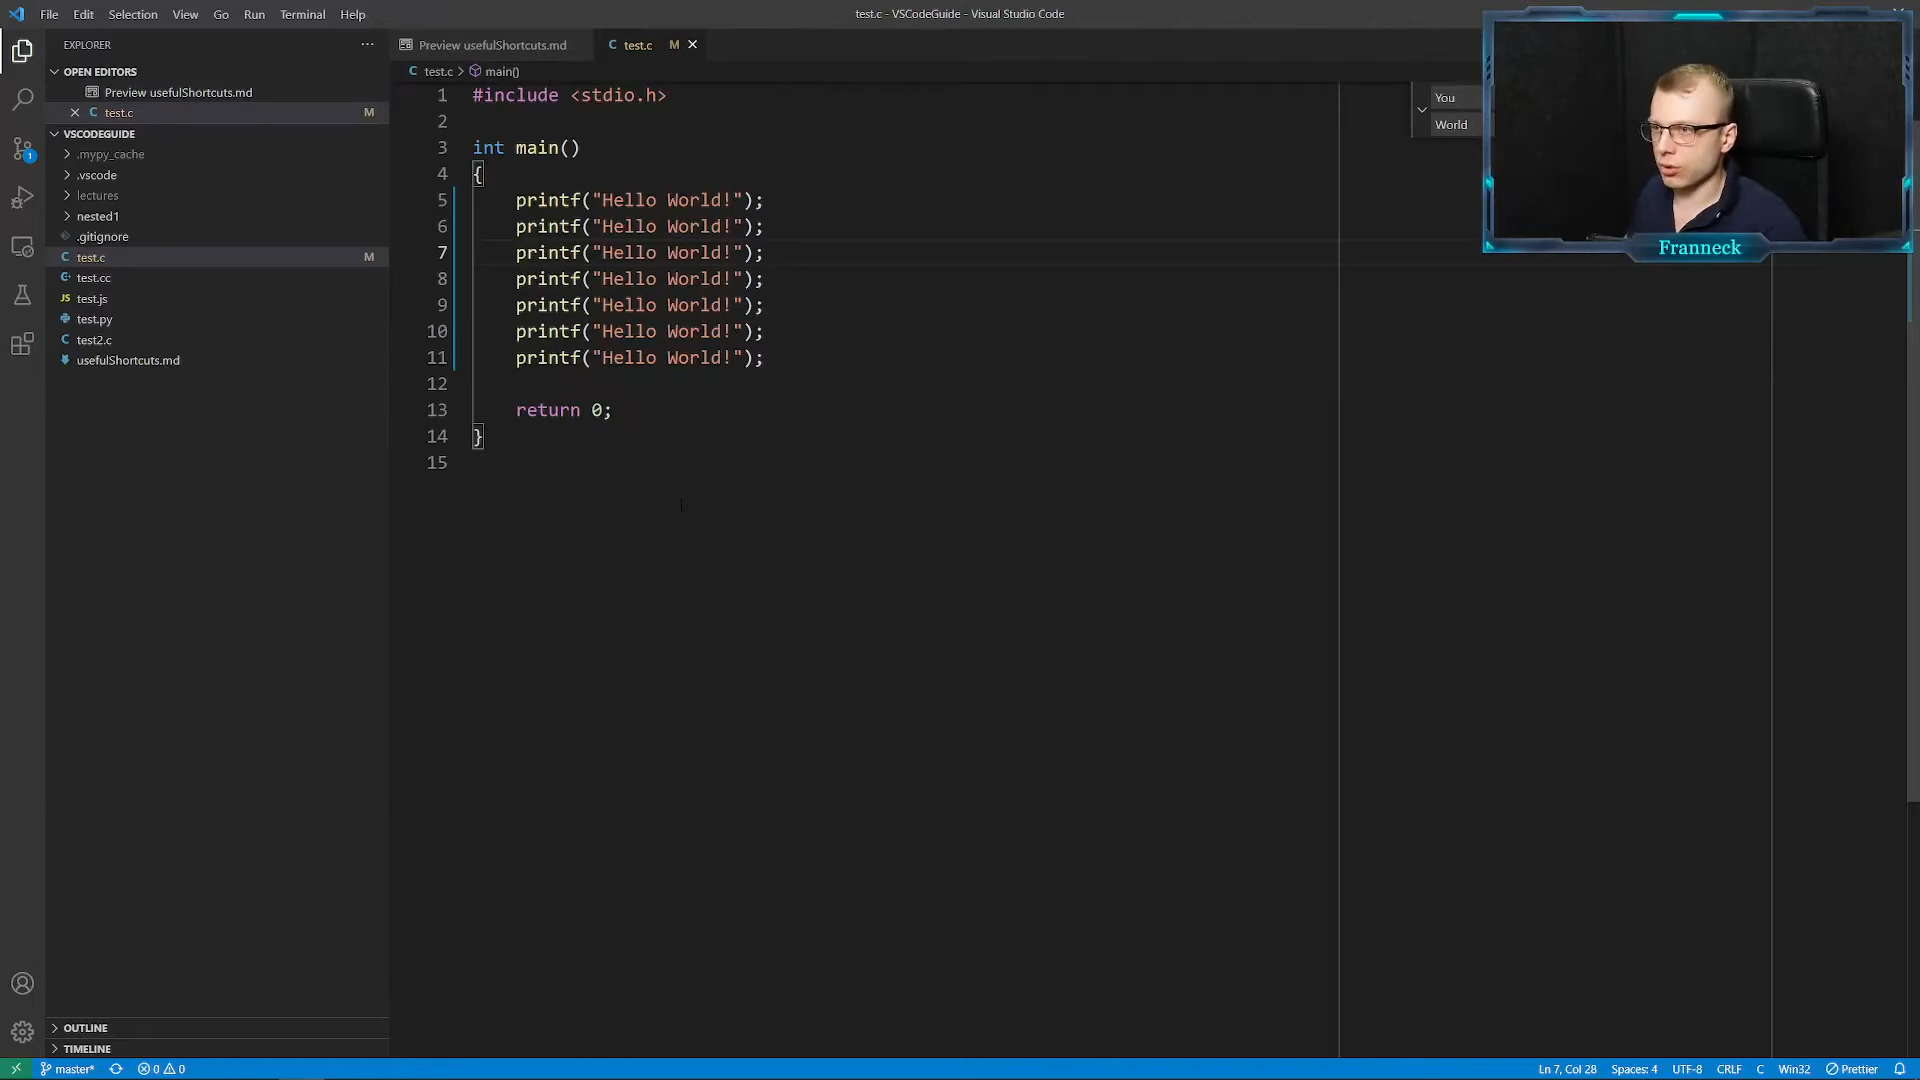 File Edit Selection View Go Run Terminal Help
test.c - VSCodeGuide - Visual Studio Code
EXPLORER
OPEN EDITORS
Preview usefulShortcuts.md
test.c M
VSCODEGUIDE
.mypy_cache
.vscode
lectures
nested1
.gitignore
C test.c M
C+ test.cc
JS test.js
test.py
C test2.c
usefulShortcuts.md
OUTLINE
TIMELINE
Preview usefulShortcuts.md C test.c M
C test.c > main()
1 #include <stdio.h>
2
3 int main()
4 {
5 printf("Hello World!");
6 printf("Hello World!");
7 printf("Hello World!");
8 printf("Hello World!");
9 printf("Hello World!");
10 printf("Hello World!");
11 printf("Hello World!");
12
13 return 0;
14 }
15
You
World
Franneck
1
master* 0 0
Ln 7, Col 28 Spaces: 4 UTF-8 CRLF C Win32 Prettier